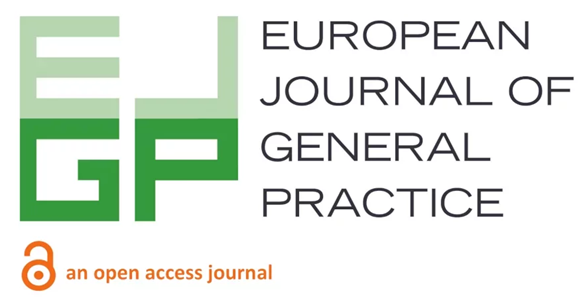 EJ
GP
EUROPEAN
JOURNAL OF
GENERAL
PRACTICE
an open access journal